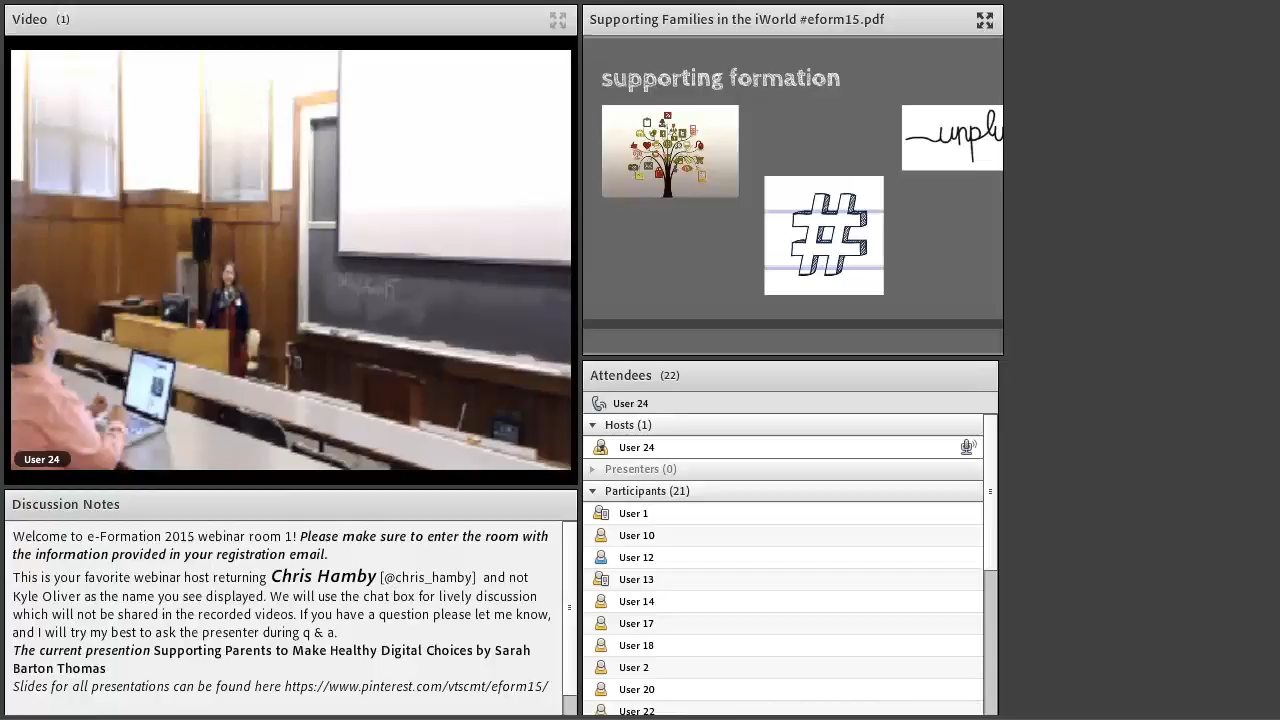 Video (1)
User 24
Discussion Notes
Welcome to e-Formation 2015 webinar room 1! Please make sure to enter the room with
the information provided in your registration email.
This is your favorite webinar host returning Chris Hamby [@chris_hamby] and not
Kyle Oliver as the name you see displayed. We will use the chat box for lively discussion
which will not be shared in the recorded videos. If you have a question please let me know,
and I will try my best to ask the presenter during q & a.
The current presention Supporting Parents to Make Healthy Digital Choices by Sarah
Barton Thomas
Slides for all presentations can be found here https://www.pinterest.com/vtscmt/eform15/
Supporting Families in the iWorld #eform15.pdf
supporting formation
unplu
#
Attendees (22)
User 24
Hosts (1)
User 24
Presenters (0)
Participants (21)
User 1
User 10
User 12
User 13
User 14
User 17
User 18
User 2
User 20
User 22